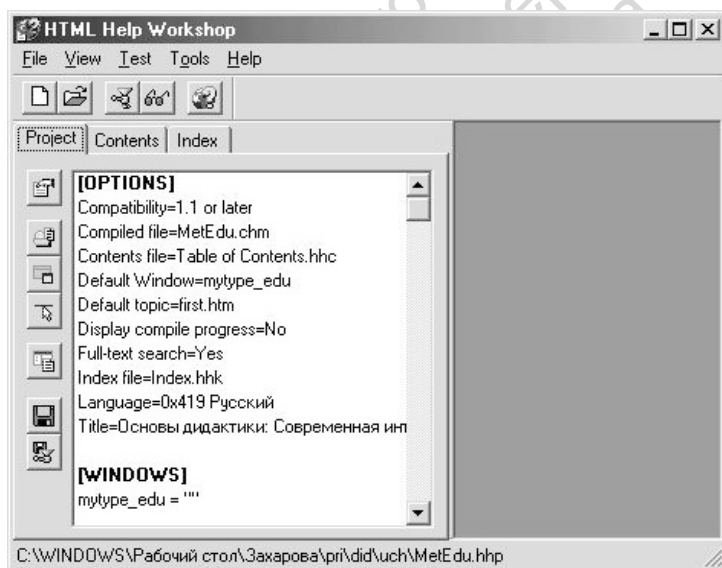 HTML Help Workshop
File View Test Tools Help
Project Contents Index
[OPTIONS]
Compatibility=1.1 or later
Compiled file=MetEdu.chm
Contents file=Table of Contents.hhc
Default Window=mytype_edu
Default topic=first.htm
Display compile progress=No
Full-text search=Yes
Index file=Index.hhk
Language=0x419 Русский
Title=Основы дидактики: Современная
[WINDOWS]
mytype_edu = ""
C:\WINDOWS\Рабочий стол\Захарова\pri\did\uch\MetEdu.hhp